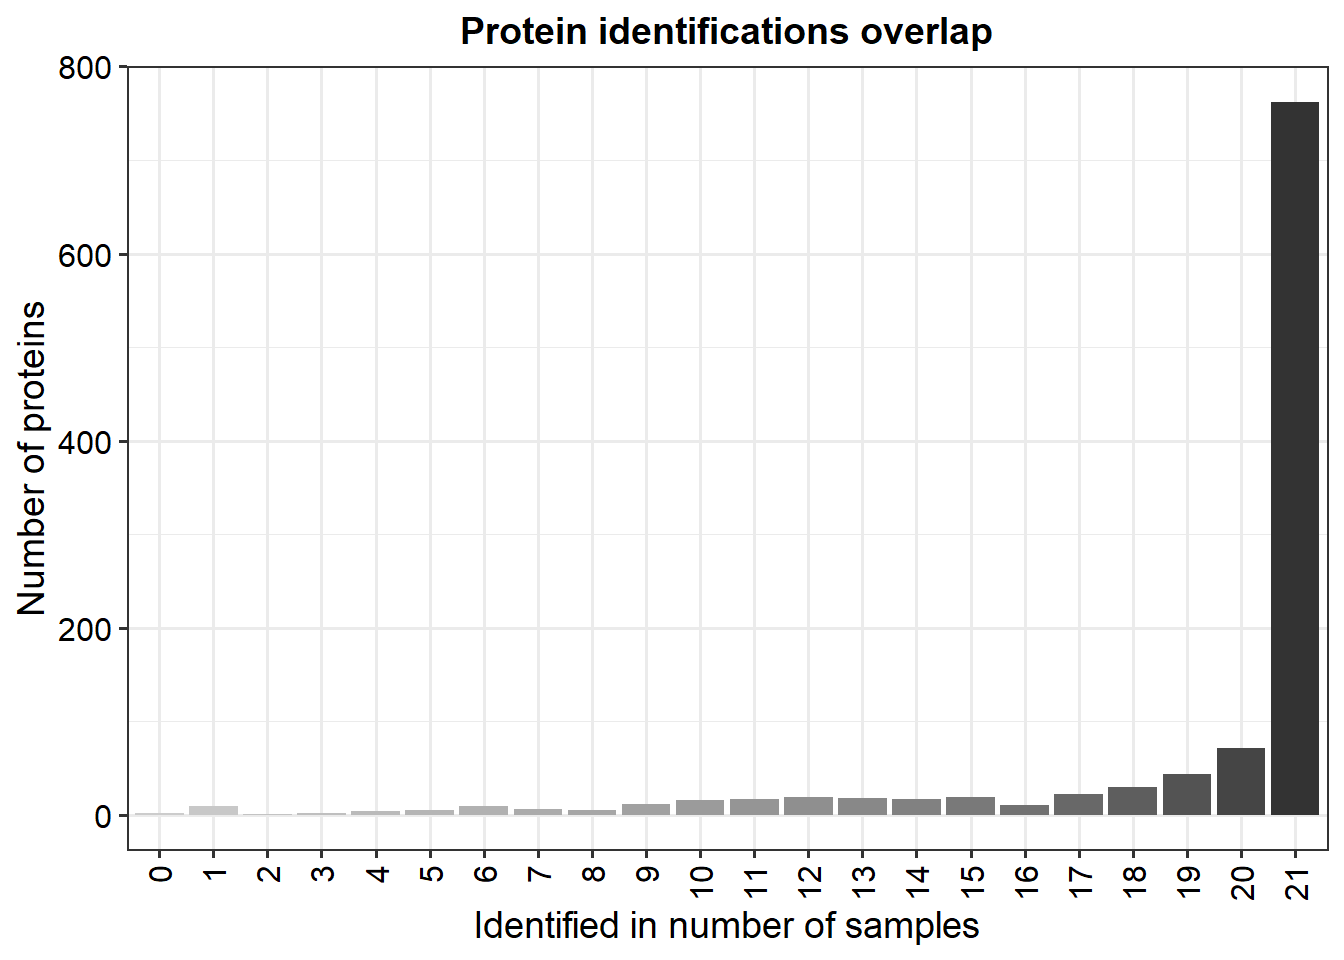 Protein identifications overlap
800
600
400
200
0
Number of proteins
0 1 2 3 4 5 6 7 8 9 10 11 12 13 14 15 16 17 18 19 20 21
Identified in number of samples